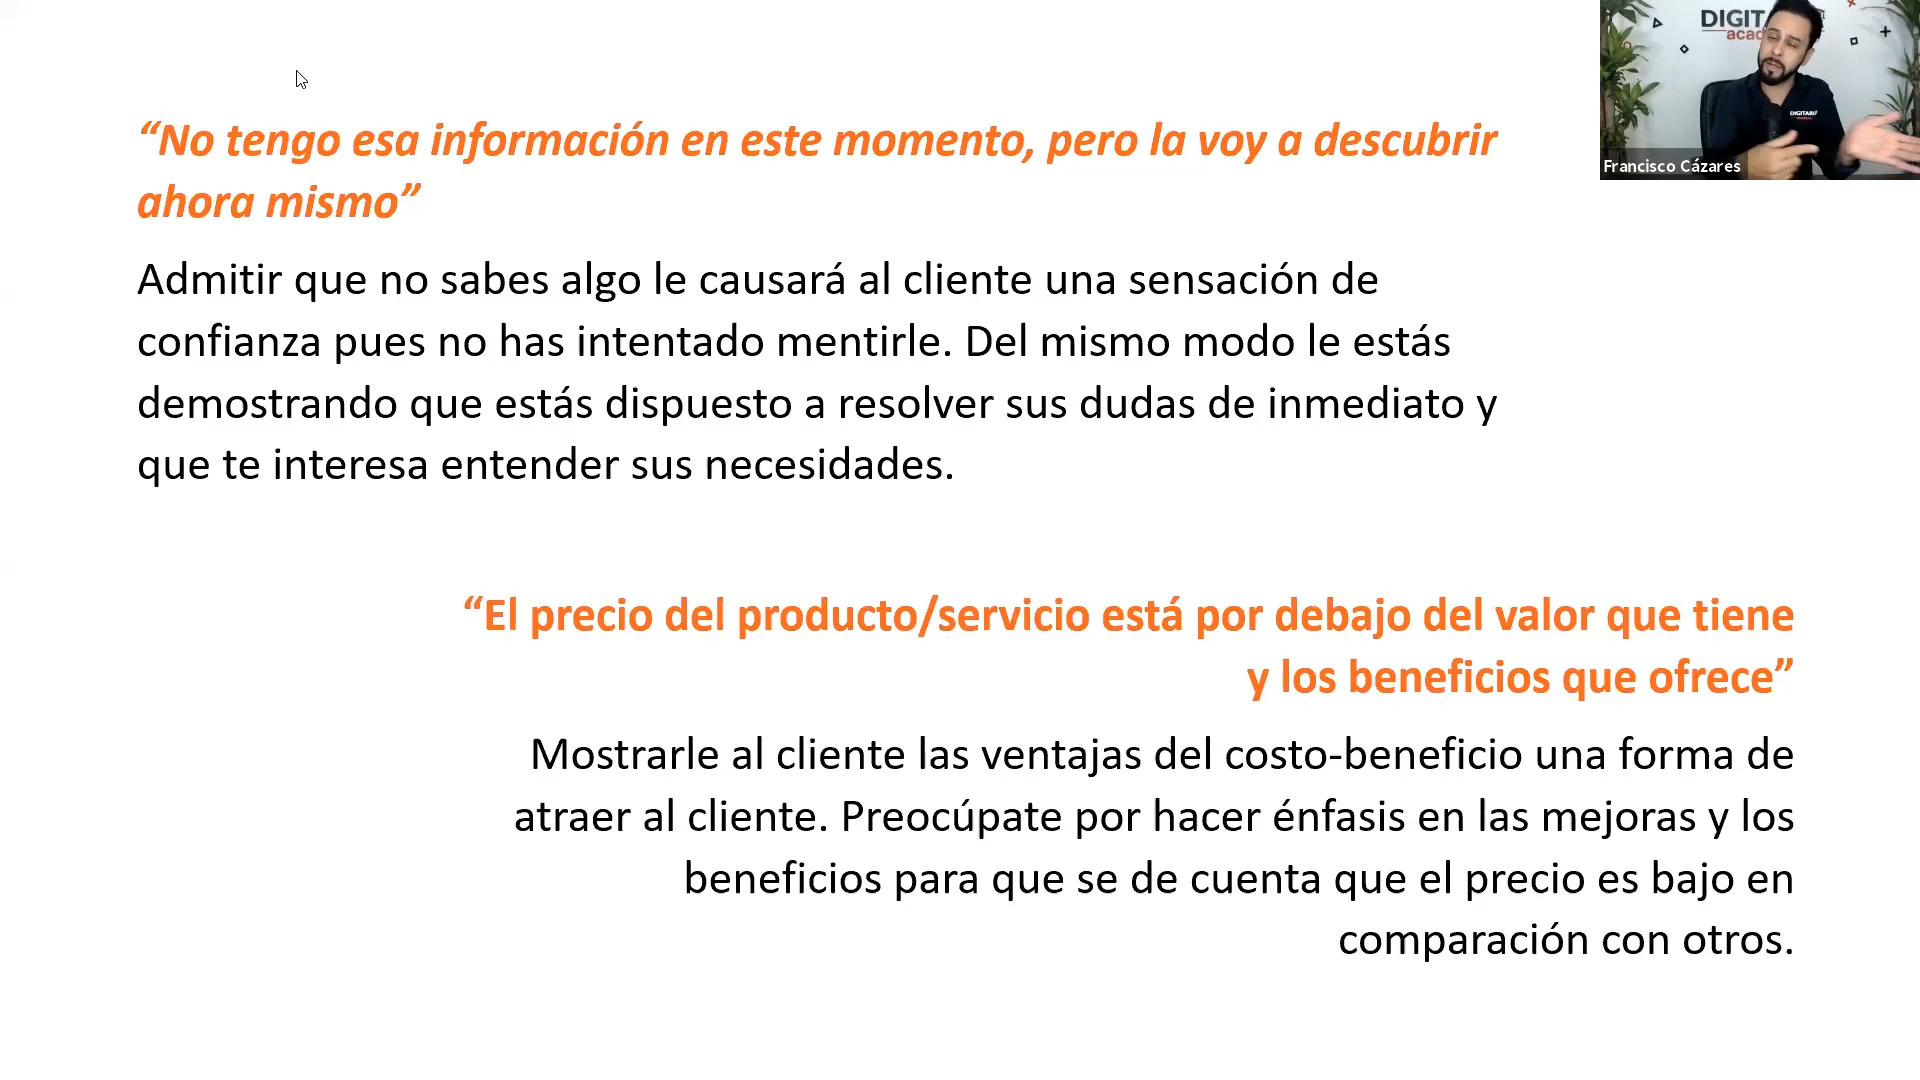 “No tengo esa información en este momento, pero la voy a descubrir
ahora mismo”
Admitir que no sabes algo le causará al cliente una sensación de
confianza pues no has intentado mentirle. Del mismo modo le estás
demostrando que estás dispuesto a resolver sus dudas de inmediato y
que te interesa entender sus necesidades.
“El precio del producto/servicio está por debajo del valor que tiene
y los beneficios que ofrece”
Mostrarle al cliente las ventajas del costo-beneficio una forma de
atraer al cliente. Preocúpate por hacer énfasis en las mejoras y los
beneficios para que se de cuenta que el precio es bajo en
comparación con otros.
DIGIT
acad
Francisco Cázares